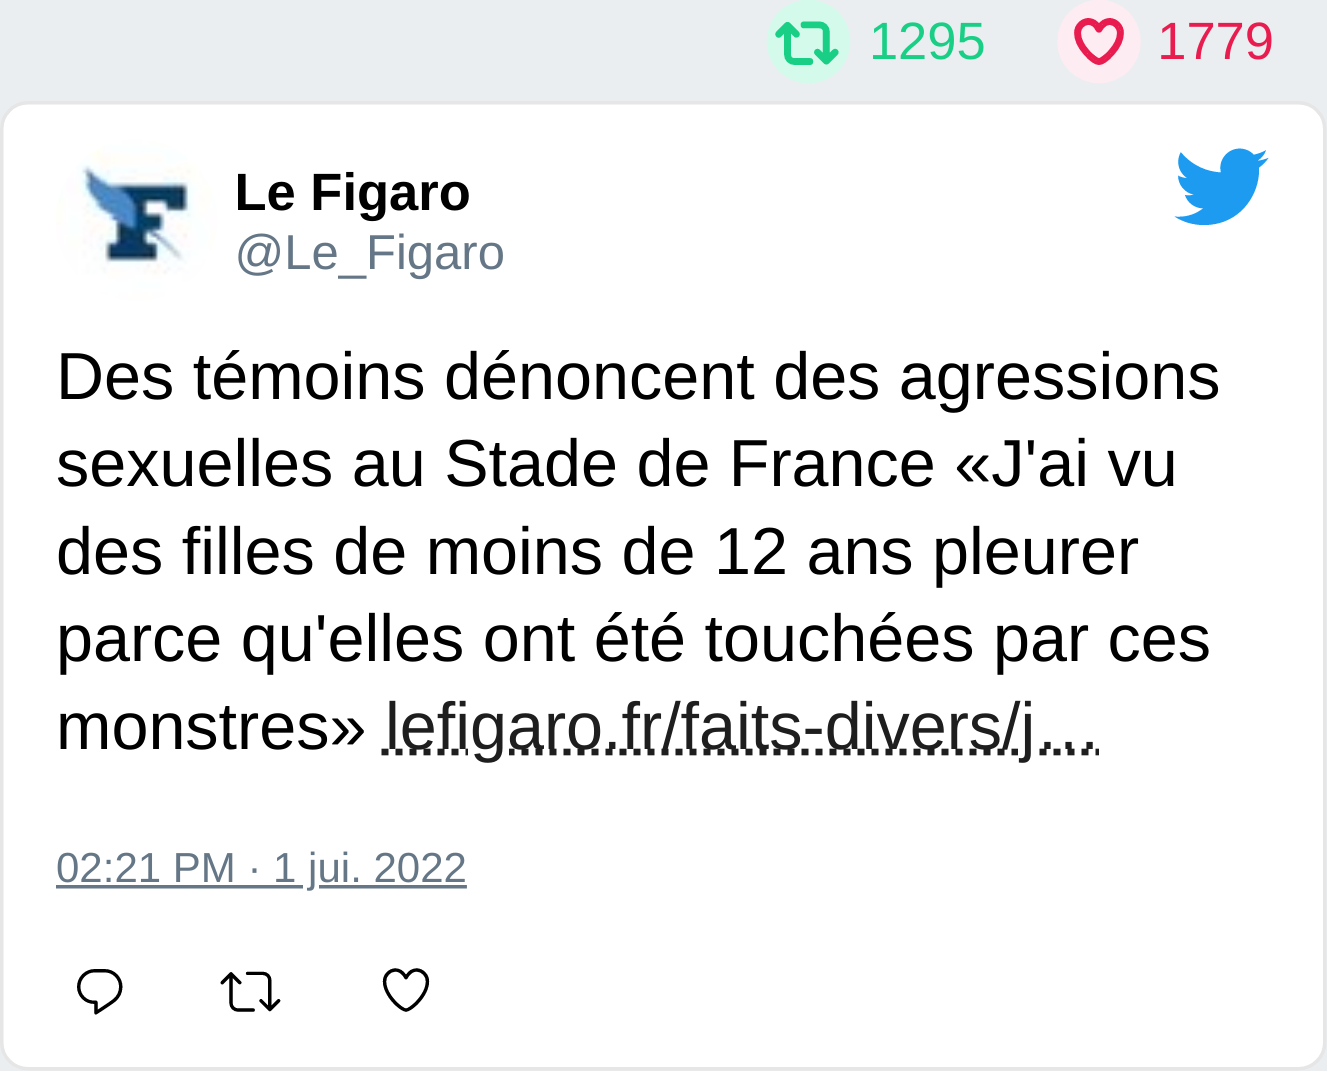 1295 1779
Le Figaro
@Le_Figaro
Des témoins dénoncent des agressions
sexuelles au Stade de France «J'ai vu
des filles de moins de 12 ans pleurer
parce qu'elles ont été touchées par ces
monstres» lefigaro.fr/faits-divers/j…
02:21 PM · 1 jui. 2022